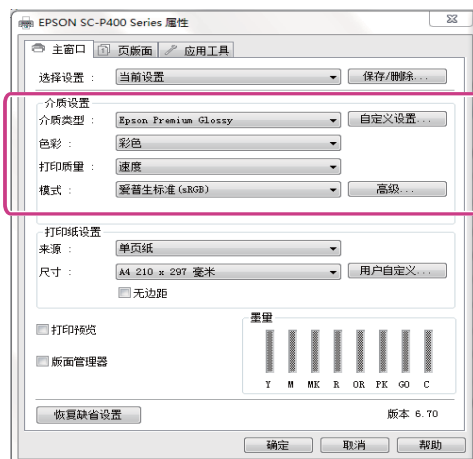 EPSON SC-P400 Series 属性
主窗口 页版面 应用工具
选择设置 : 当前设置 保存/删除...
介质设置
介质类型 : Epson Premium Glossy 自定义设置...
色彩 : 彩色
打印质量 : 速度
模式 : 爱普生标准(sRGB) 高级...
打印纸设置
来源 : 单页纸
尺寸 : A4 210 x 297 毫米 用户自定义...
无边距
打印预览
版面管理器
墨量
Y M MK R OR PK GO C
恢复缺省设置 版本 6.70
确定 取消 帮助